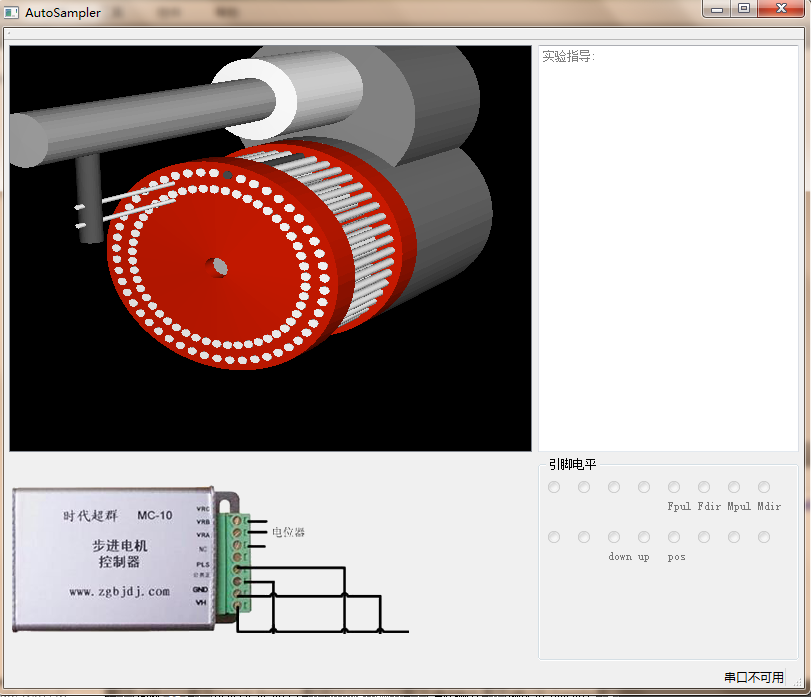 AutoSampler
实验指导:
引脚电平
Fpul Fdir Mpul Mdir
down up pos
时代超群 MC-10
步进电机
控制器
www.zgbjdj.com
VRC
VRB
VRA
NC
PLS
GND
VH
电位器
串口不可用